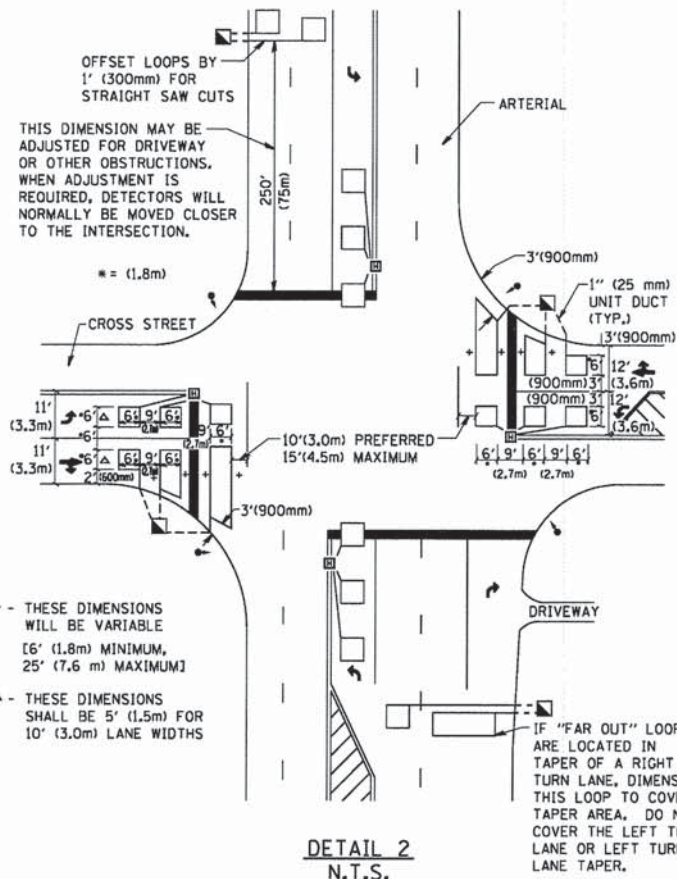 OFFSET LOOPS BY
1' (300mm) FOR
STRAIGHT SAW CUTS
ARTERIAL
THIS DIMENSION MAY BE
ADJUSTED FOR DRIVEWAY
OR OTHER OBSTRUCTIONS.
WHEN ADJUSTMENT IS
REQUIRED, DETECTORS WILL
NORMALLY BE MOVED CLOSER
TO THE INTERSECTION.
250'
(75m)
* = (1.8m)
3'(900mm)
1" (25 mm)
UNIT DUCT
(TYP.)
CROSS STREET
3'(900mm)
6'
12'
(3.6m)
(900mm) 3'
(900mm) 3'
12'
6'
(3.6m)
11'
(3.3m)
*6'
6' 9' 6'
*6'
9' 6'
(2.7m)
11'
(3.3m)
*6'
6' 9' 6'
2'
(600mm)
10'(3.0m) PREFERRED
15'(4.5m) MAXIMUM
6' 9' 6' 9' 6'
(2.7m) (2.7m)
3'(900mm)
H
H
H
H
- THESE DIMENSIONS
WILL BE VARIABLE
[6' (1.8m) MINIMUM,
25' (7.6 m) MAXIMUM]
DRIVEWAY
- THESE DIMENSIONS
SHALL BE 5' (1.5m) FOR
10' (3.0m) LANE WIDTHS
IF "FAR OUT" LOOP
ARE LOCATED IN
TAPER OF A RIGHT
TURN LANE, DIMENS
THIS LOOP TO COV
TAPER AREA. DO N
COVER THE LEFT T
LANE OR LEFT TUR
LANE TAPER.
DETAIL 2
N.T.S.